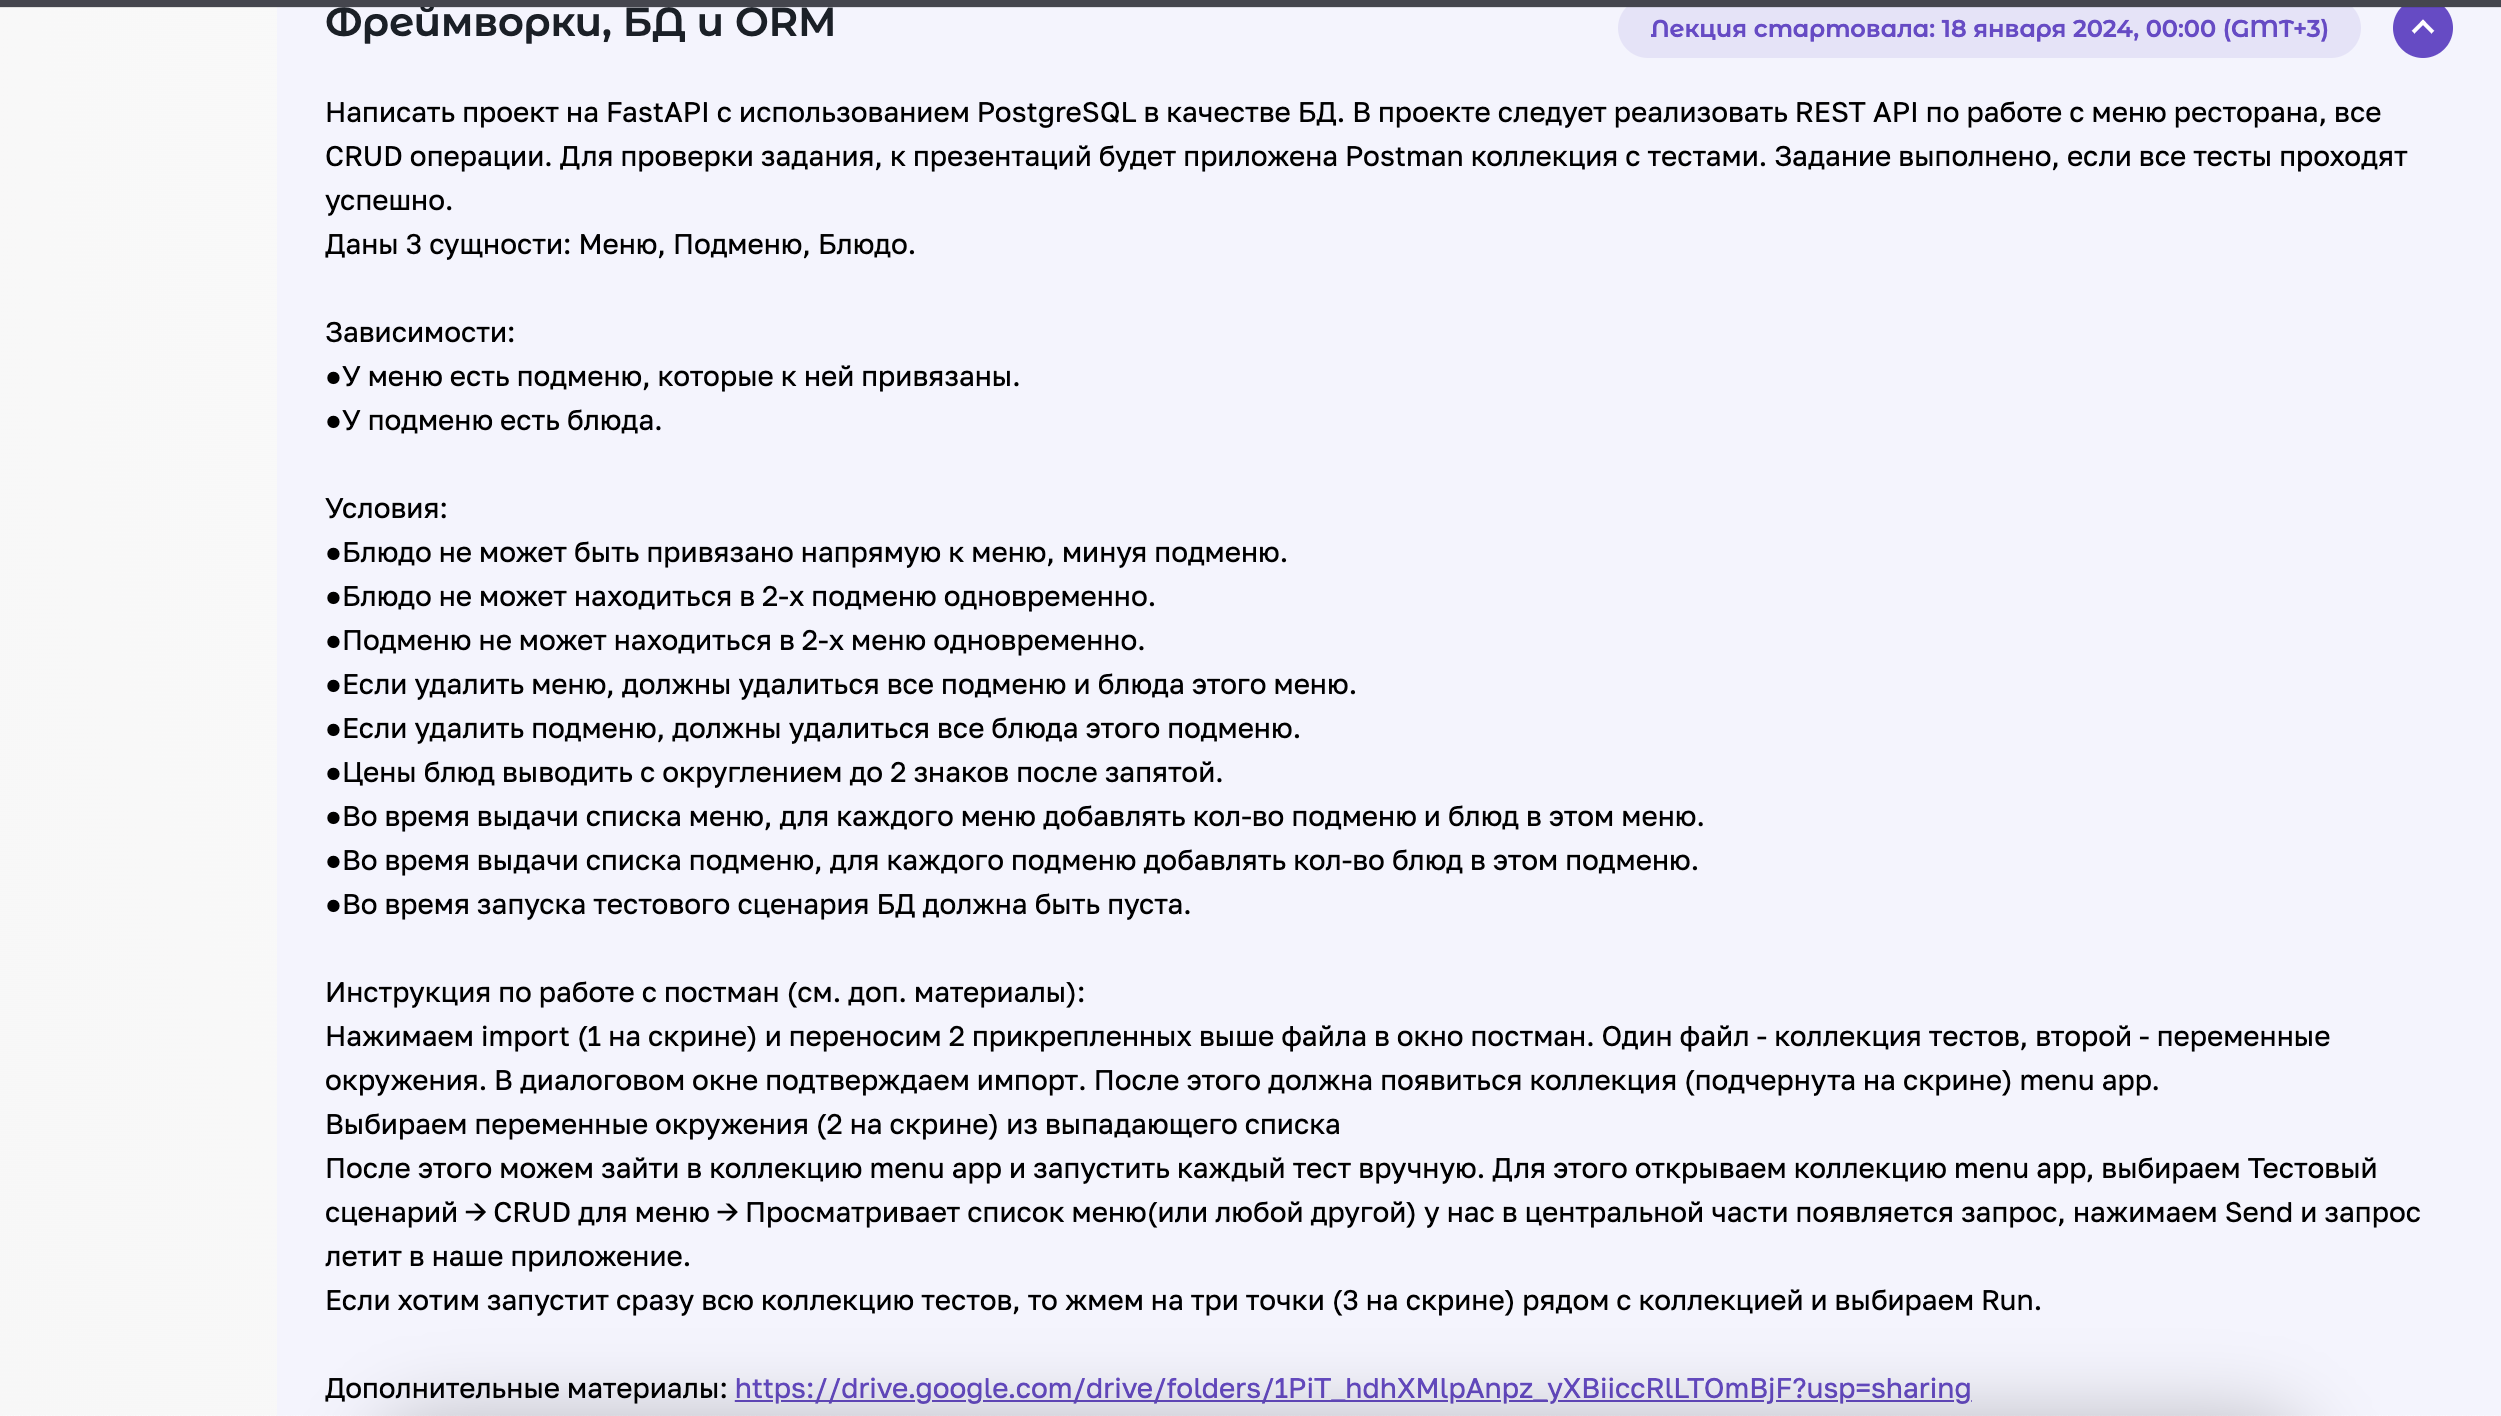 Фреймворки, БД и ORM
Лекция стартовала: 18 января 2024, 00:00 (GMT+3)
Написать проект на FastAPI с использованием PostgreSQL в качестве БД. В проекте следует реализовать REST API по работе с меню ресторана, все
CRUD операции. Для проверки задания, к презентаций будет приложена Postman коллекция с тестами. Задание выполнено, если все тесты проходят
успешно.
Даны 3 сущности: Меню, Подменю, Блюдо.
Зависимости:
●У меню есть подменю, которые к ней привязаны.
●У подменю есть блюда.
Условия:
●Блюдо не может быть привязано напрямую к меню, минуя подменю.
●Блюдо не может находиться в 2-х подменю одновременно.
●Подменю не может находиться в 2-х меню одновременно.
●Если удалить меню, должны удалиться все подменю и блюда этого меню.
●Если удалить подменю, должны удалиться все блюда этого подменю.
●Цены блюд выводить с округлением до 2 знаков после запятой.
●Во время выдачи списка меню, для каждого меню добавлять кол-во подменю и блюд в этом меню.
●Во время выдачи списка подменю, для каждого подменю добавлять кол-во блюд в этом подменю.
●Во время запуска тестового сценария БД должна быть пуста.
Инструкция по работе с постман (см. доп. материалы):
Нажимаем import (1 на скрине) и переносим 2 прикрепленных выше файла в окно постман. Один файл - коллекция тестов, второй - переменные
окружения. В диалоговом окне подтверждаем импорт. После этого должна появиться коллекция (подчернута на скрине) menu app.
Выбираем переменные окружения (2 на скрине) из выпадающего списка
После этого можем зайти в коллекцию menu app и запустить каждый тест вручную. Для этого открываем коллекцию menu app, выбираем Тестовый
сценарий → CRUD для меню → Просматривает список меню(или любой другой) у нас в центральной части появляется запрос, нажимаем Send и запрос
летит в наше приложение.
Если хотим запустит сразу всю коллекцию тестов, то жмем на три точки (3 на скрине) рядом с коллекцией и выбираем Run.
Дополнительные материалы: https://drive.google.com/drive/folders/1PiT_hdhXMlpAnpz_yXBiiccRlLTOmBjF?usp=sharing